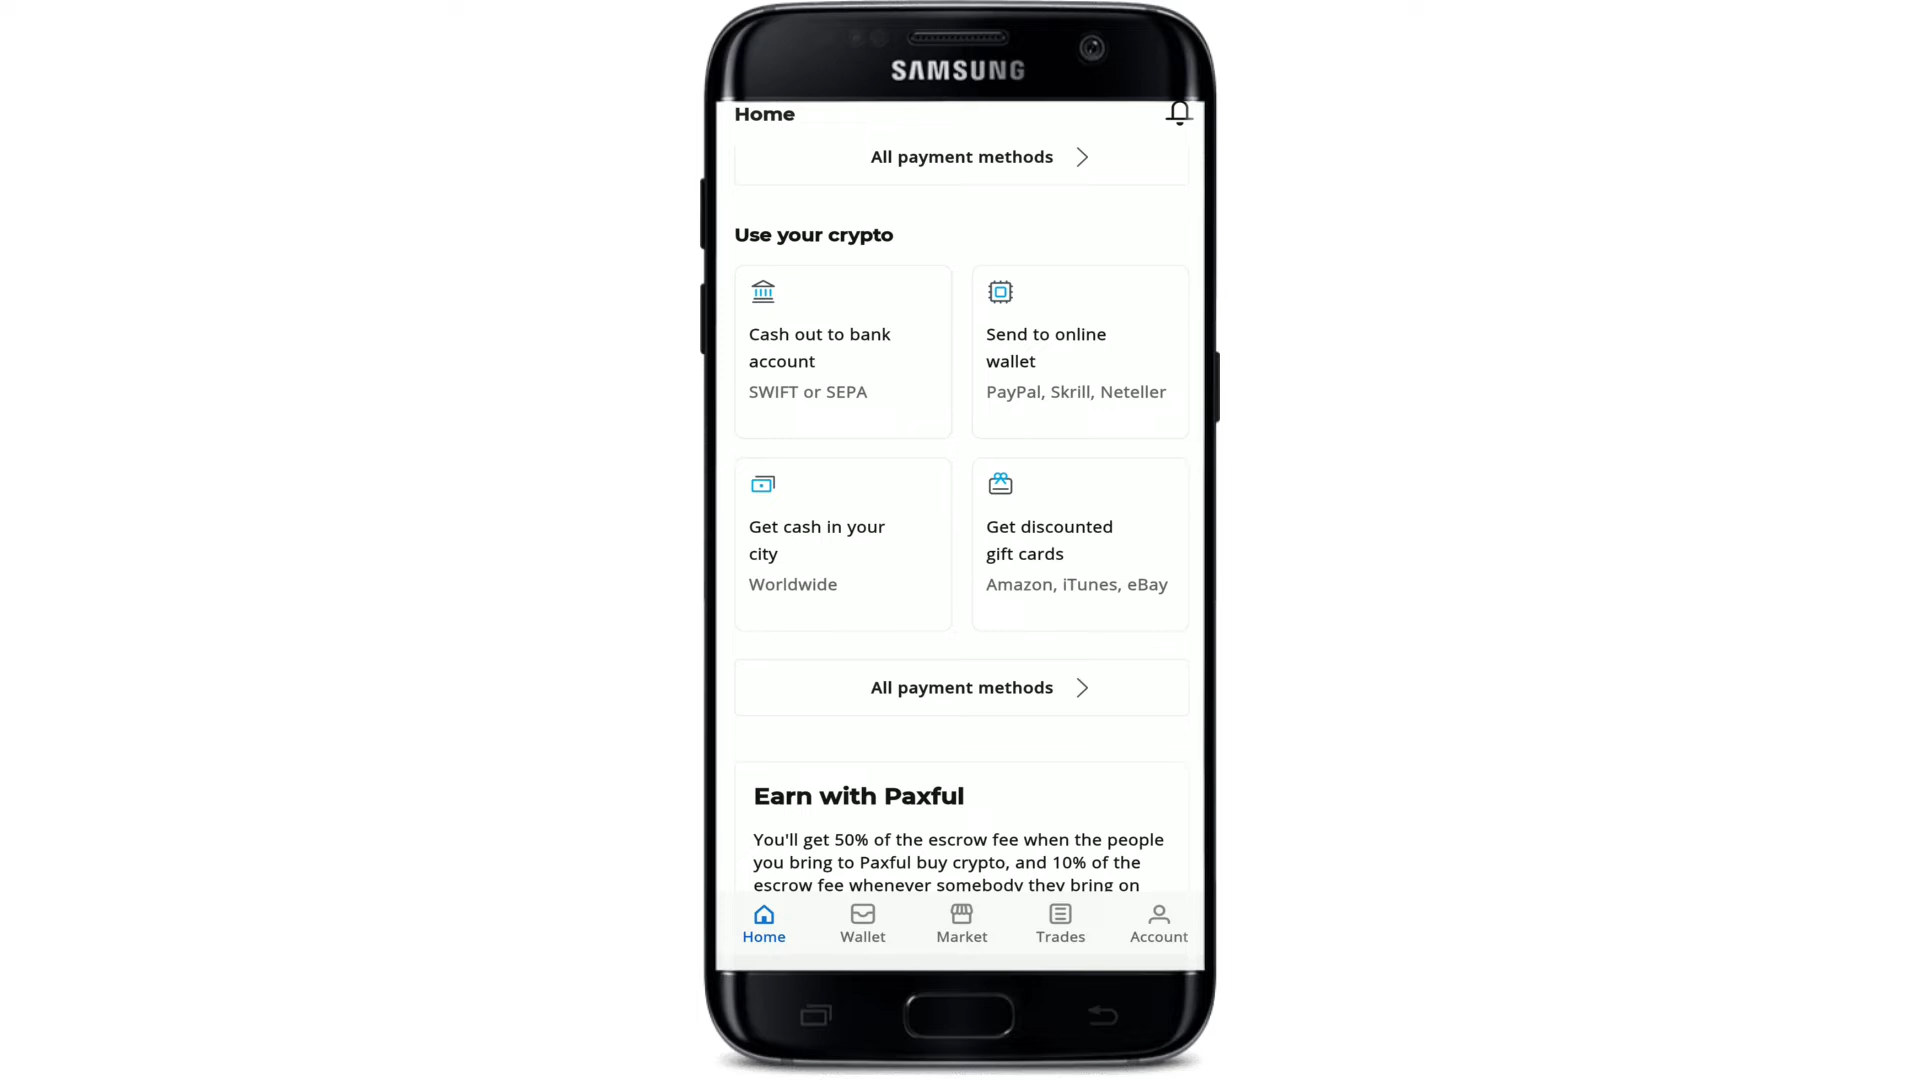 SAMSUNG
Home
All payment methods
Use your crypto
Cash out to bank
account
SWIFT or SEPA
Send to online
wallet
PayPal, Skrill, Neteller
Get cash in your
city
Worldwide
Get discounted
gift cards
Amazon, iTunes, eBay
All payment methods
Earn with Paxful
You'll get 50% of the escrow fee when the people
you bring to Paxful buy crypto, and 10% of the
escrow fee whenever somebody they bring on
Home
Wallet
Market
Trades
Account